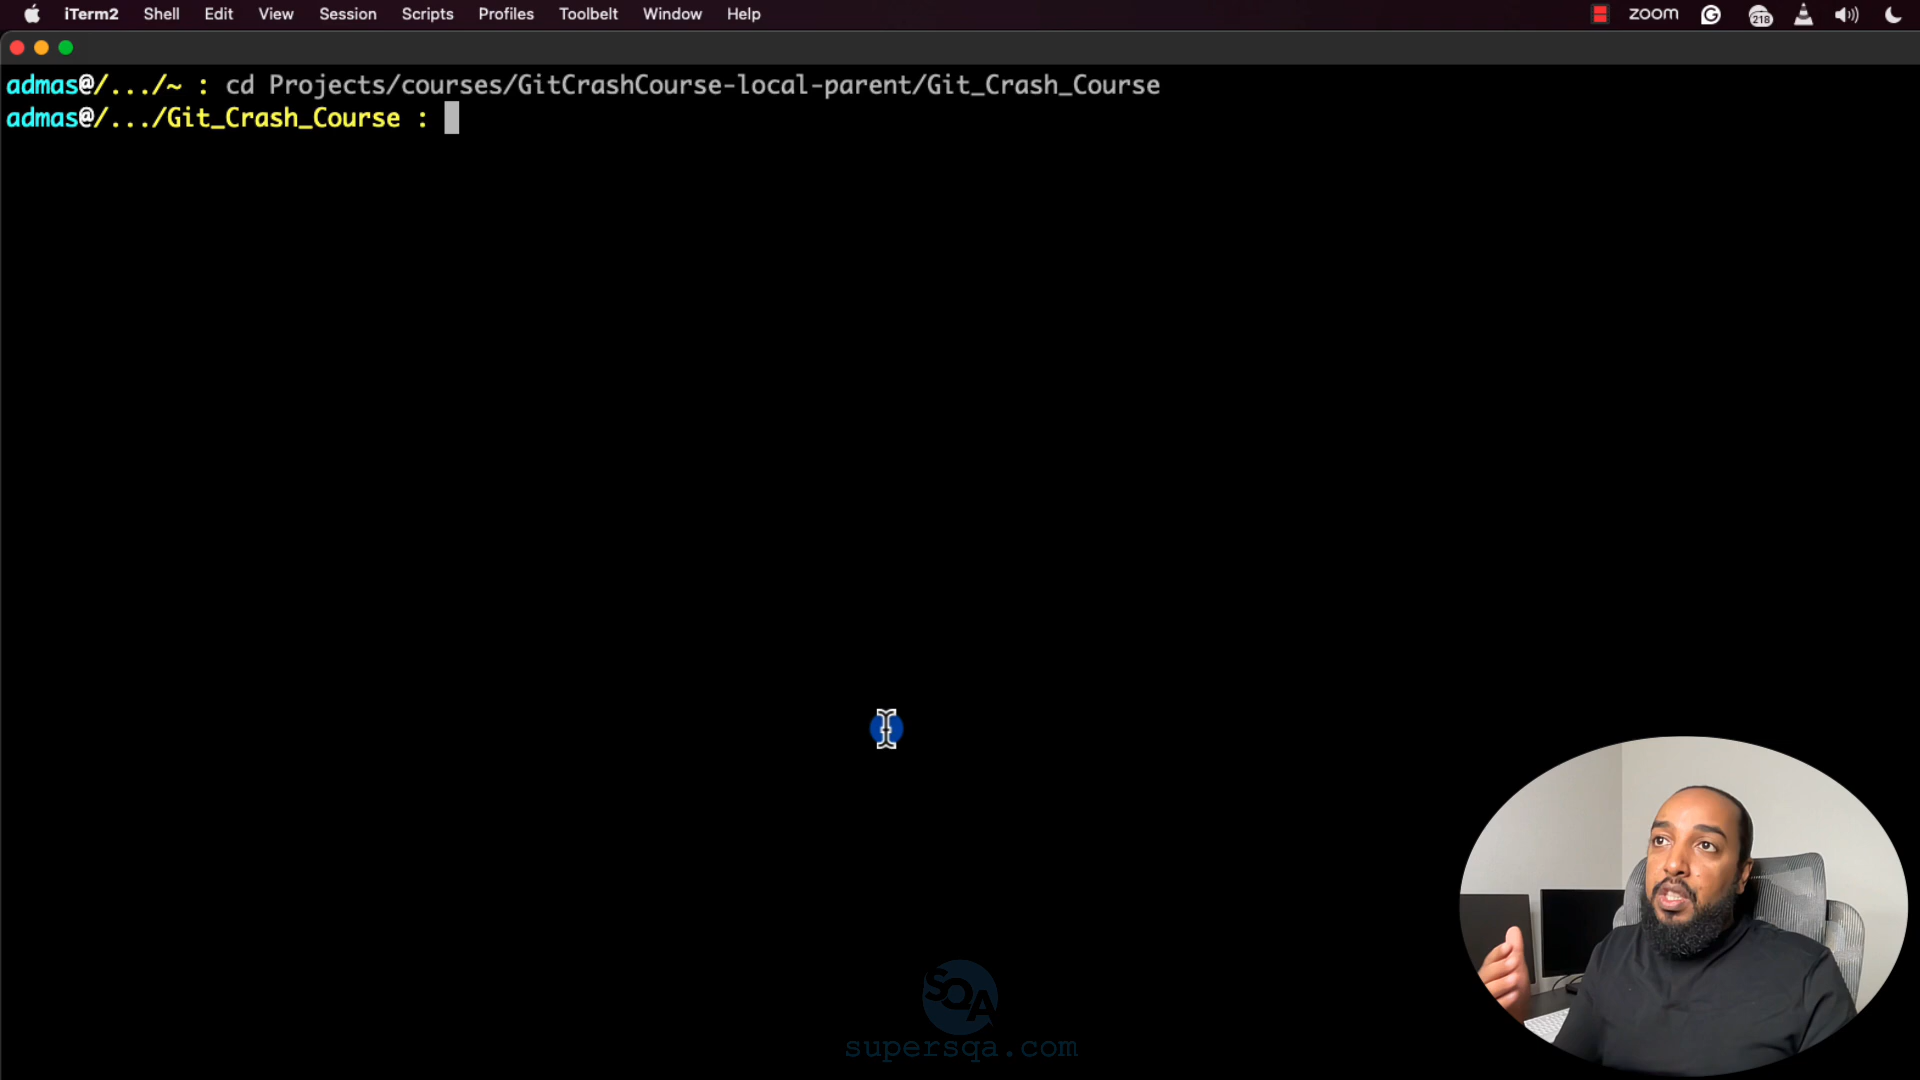 iTerm2 Shell Edit View Session Scripts Profiles Toolbelt Window Help zoom 218
admas@/.../~ : cd Projects/courses/GitCrashCourse-local-parent/Git_Crash_Course
admas@/.../Git_Crash_Course :
SQA
supersqa.com